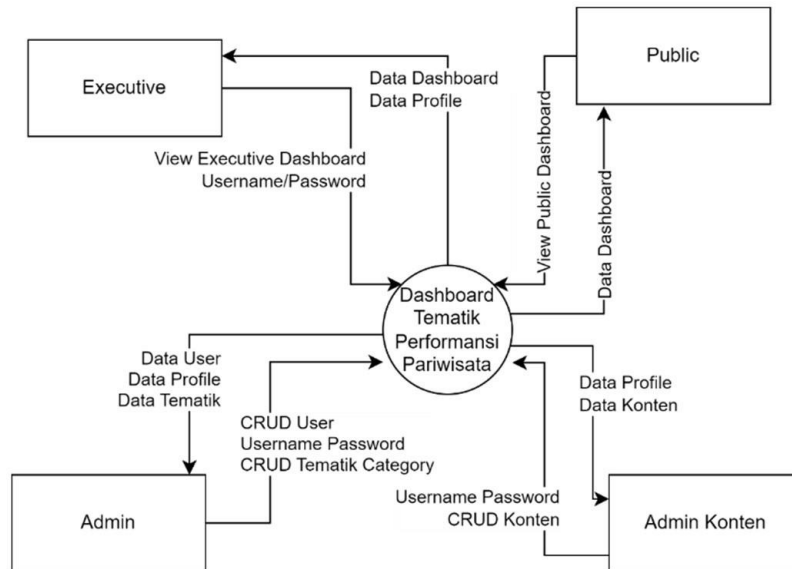 Executive
Data Dashboard
Data Profile
Public
View Executive Dashboard
Username/Password
View Public Dashboard
Data Dashboard
Dashboard
Tematik
Performansi
Pariwisata
Data User
Data Profile
Data Tematik
CRUD User
Username Password
CRUD Tematik Category
Data Profile
Data Konten
Username Password
CRUD Konten
Admin
Admin Konten